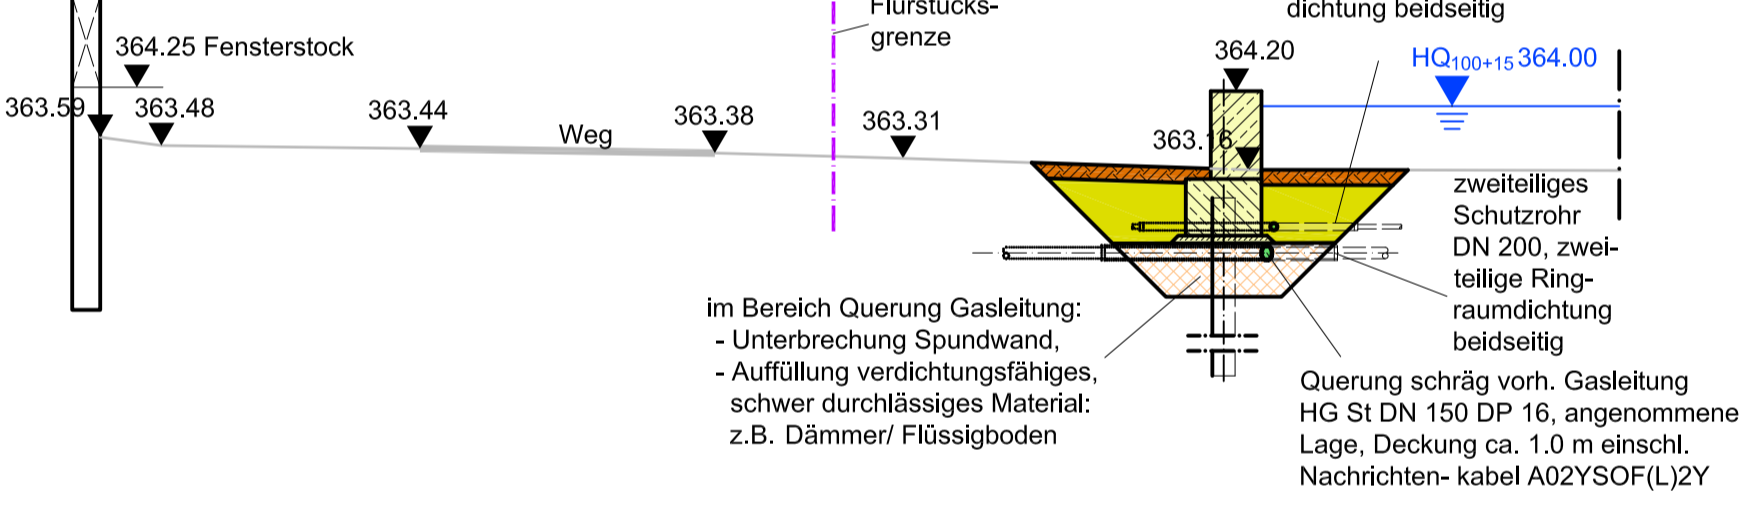 Flurstücks-
grenze
dichtung beidseitig
364.25 Fensterstock
364.20
HQ100+15 364.00
363.59
363.48
363.44
Weg
363.38
363.31
363.16
zweiteiliges
Schutzrohr
DN 200, zwei-
teilige Ring-
raumdichtung
beidseitig
im Bereich Querung Gasleitung:
- Unterbrechung Spundwand,
- Auffüllung verdichtungsfähiges,
schwer durchlässiges Material:
z.B. Dämmer/ Flüssigboden
Querung schräg vorh. Gasleitung
HG St DN 150 DP 16, angenommene
Lage, Deckung ca. 1.0 m einschl.
Nachrichten- kabel A02YSOF(L)2Y